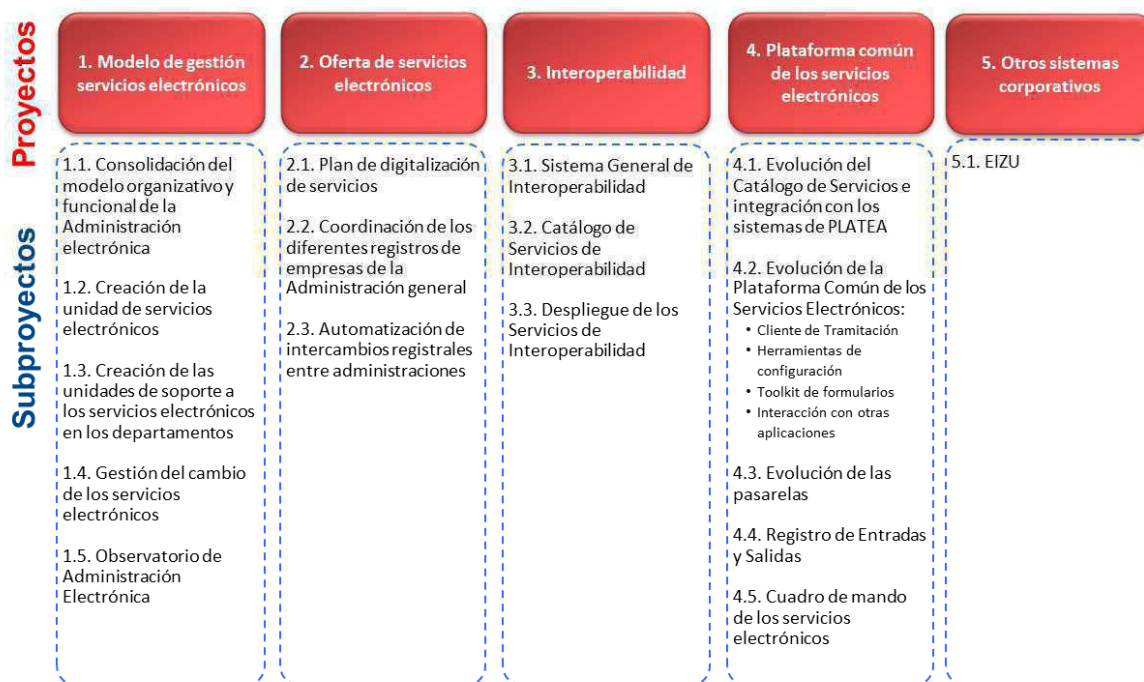 Proyectos
1. Modelo de gestión
servicios electrónicos
2. Oferta de servicios
electrónicos
3. Interoperabilidad
4. Plataforma común
de los servicios
electrónicos
5. Otros sistemas
corporativos
Subproyectos
1.1. Consolidación del
modelo organizativo y
funcional de la
Administración
electrónica
1.2. Creación de la
unidad de servicios
electrónicos
1.3. Creación de las
unidades de soporte a
los servicios electrónicos
en los departamentos
1.4. Gestión del cambio
de los servicios
electrónicos
1.5. Observatorio de
Administración
Electrónica
2.1. Plan de digitalización
de servicios
2.2. Coordinación de los
diferentes registros de
empresas de la
Administración general
2.3. Automatización de
intercambios registrales
entre administraciones
3.1. Sistema General de
Interoperabilidad
3.2. Catálogo de
Servicios de
Interoperabilidad
3.3. Despliegue de los
Servicios de
Interoperabilidad
4.1. Evolución del
Catálogo de Servicios e
integración con los
sistemas de PLATEA
4.2. Evolución de la
Plataforma Común de los
Servicios Electrónicos:
• Cliente de Tramitación
• Herramientas de
configuración
• Toolkit de formularios
• Interacción con otras
aplicaciones
4.3. Evolución de las
pasarelas
4.4. Registro de Entradas
y Salidas
4.5. Cuadro de mando
de los servicios
electrónicos
5.1. EIZU